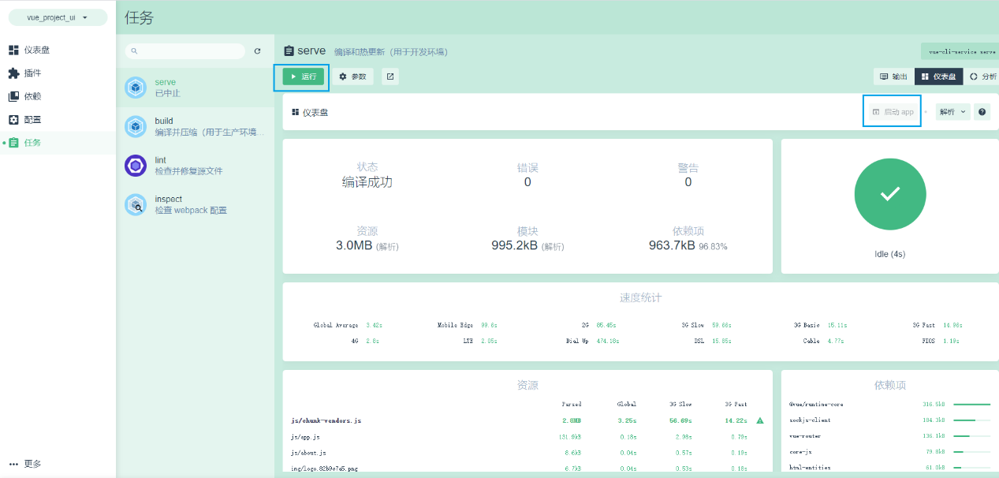 vue_project_ui
任务
仪表盘
插件
依赖
配置
任务
更多
serve
已中止
build
编译并压缩（用于生产环境...
lint
检查并修复源文件
inspect
检查 webpack 配置
serve 编译和热更新（用于开发环境）
vue-cli-service serve
运行 参数
输出 仪表盘 分析
仪表盘
启动 app 解析
状态 错误 警告
编译成功 0 0
资源 模块 依赖项
3.0MB (解析) 995.2kB (解析) 963.7kB 96.83%
Idle (4s)
速度统计
Global Average 3.42s Mobile Edge 99.6s 2G 85.45s 3G Slow 59.66s 3G Basic 15.11s 3G Fast 14.96s
4G 2.8s LTE 2.05s Dial Up 474.18s DSL 15.85s Cable 4.77s FIOS 1.19s
资源
Parsed Global 3G Slow 3G Fast
js/chunk-vendors.js 2.8MB 3.25s 56.69s 14.22s
js/app.js 131.9kB 0.18s 2.98s 0.79s
js/about.js 8.6kB 0.04s 0.57s 0.19s
img/logo.82b9c7a5.png 6.7kB 0.04s 0.53s 0.18s
依赖项
@vue/runtime-core 316.5kB
sockjs-client 184.3kB
vue-router 136.1kB
core-js 79.8kB
html-entities 61.0kB